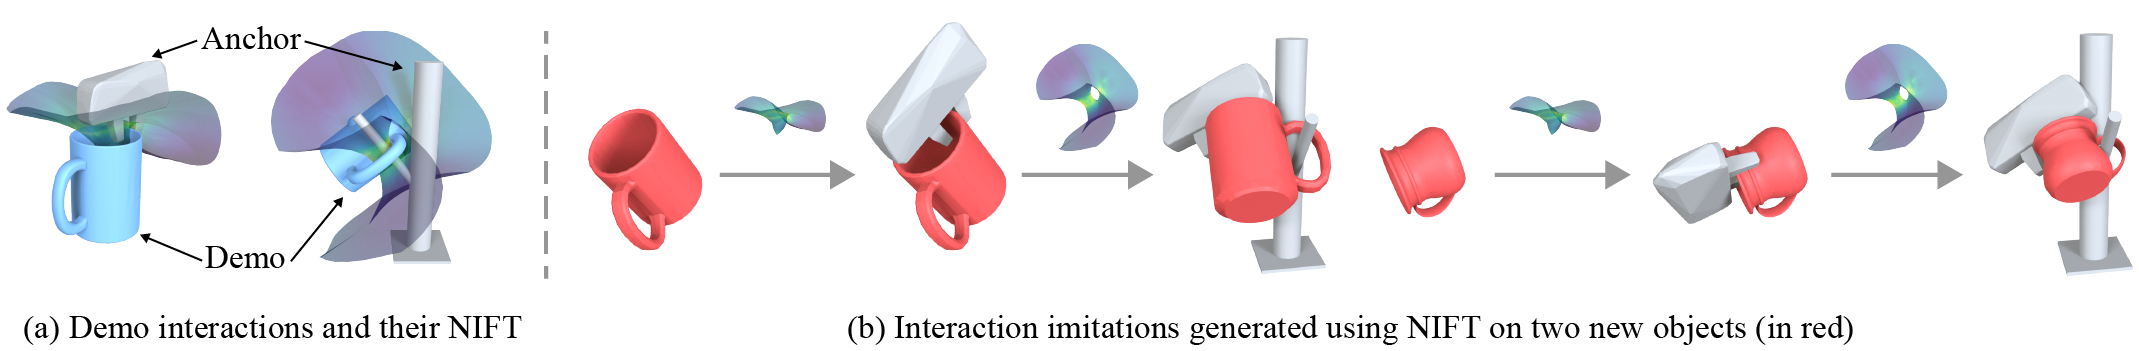 Anchor
Demo
(a) Demo interactions and their NIFT
(b) Interaction imitations generated using NIFT on two new objects (in red)